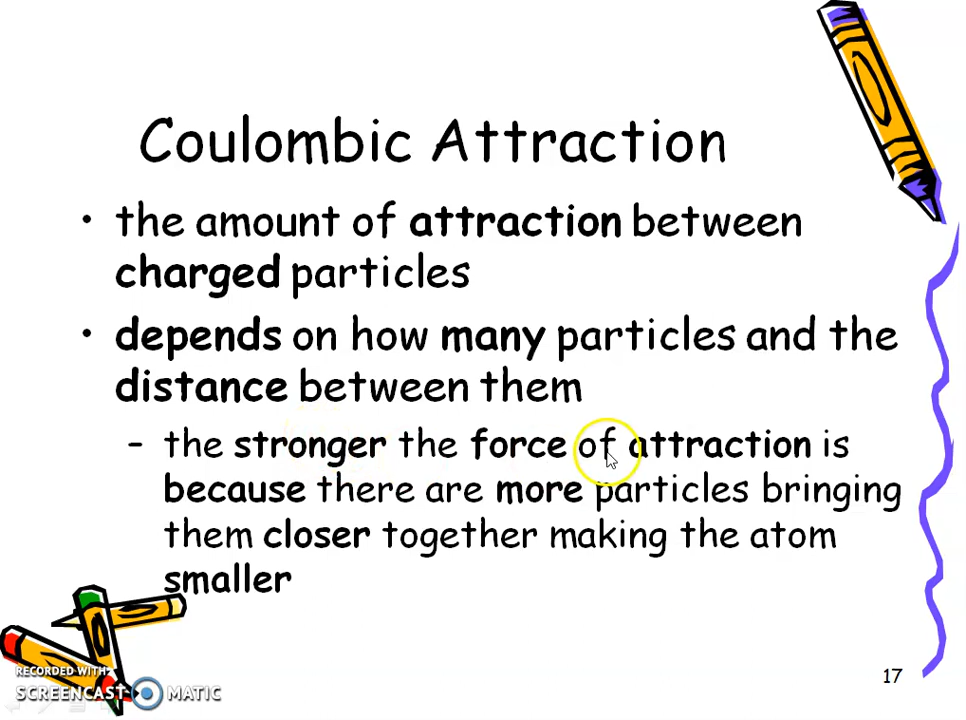 Coulombic Attraction
• the amount of attraction between
charged particles
• depends on how many particles and the
distance between them
– the stronger the force of attraction is
because there are more particles bringing
them closer together making the atom
smaller
RECORDED WITH
SCREENCAST MATIC
17